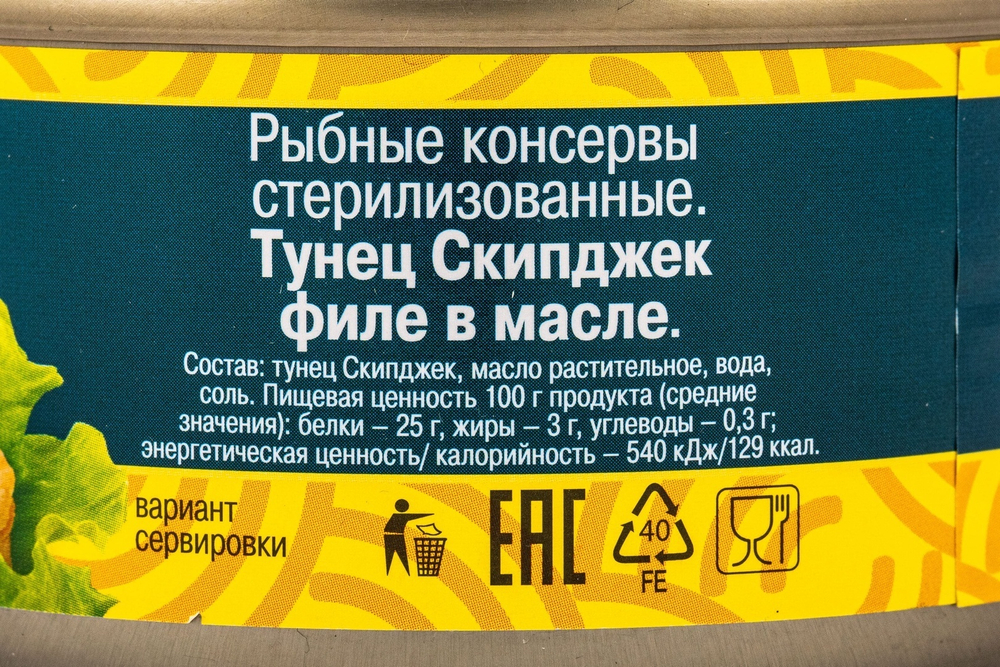 Рыбные консервы
стерилизованные.
Тунец Скипджек
филе в масле.
Состав: тунец Скипджек, масло растительное, вода,
соль. Пищевая ценность 100 г продукта (средние
значения): белки – 25 г, жиры – 3 г, углеводы – 0,3 г;
энергетическая ценность/ калорийность – 540 кДж/129 ккал.
вариант
сервировки
ЕАС
40
FE